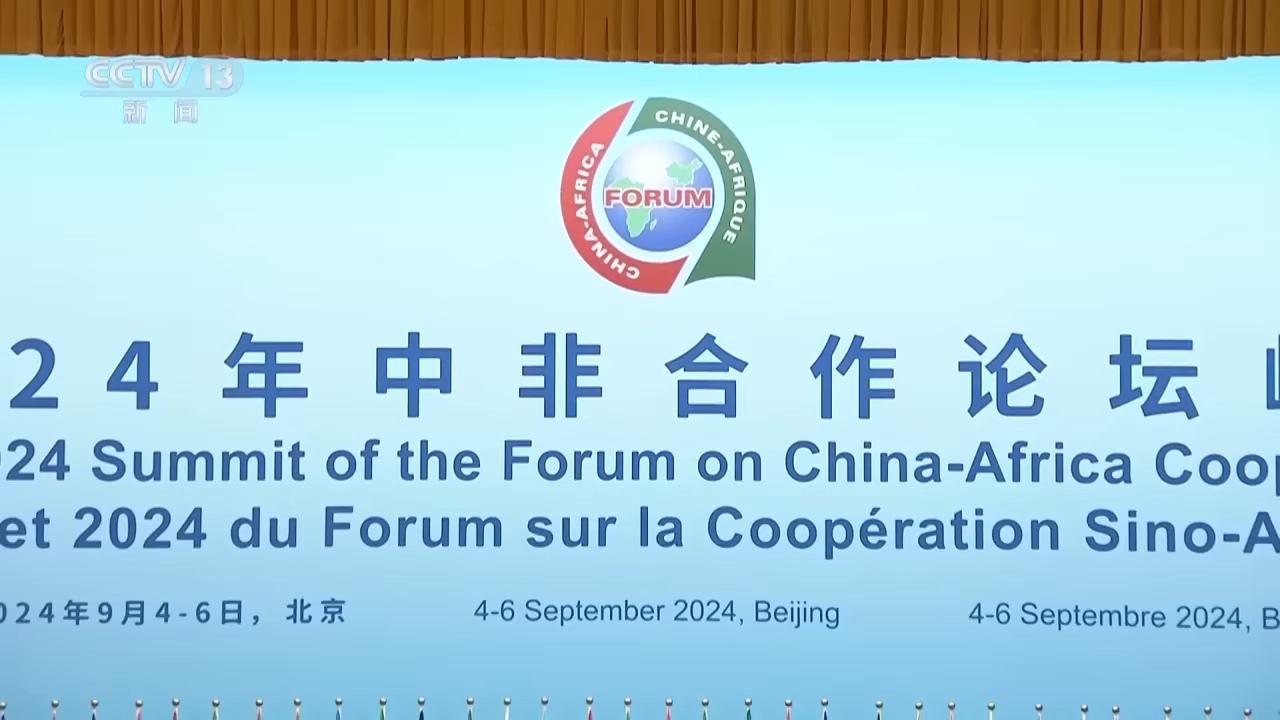 CCTV 13
新闻
CHINE-AFRIQUE
CHINA-AFRICA
FORUM
24年中非合作论坛
024 Summit of the Forum on China-Africa Coop
et 2024 du Forum sur la Coopération Sino-A
024年9月4-6日，北京
4-6 September 2024, Beijing
4-6 Septembre 2024, B